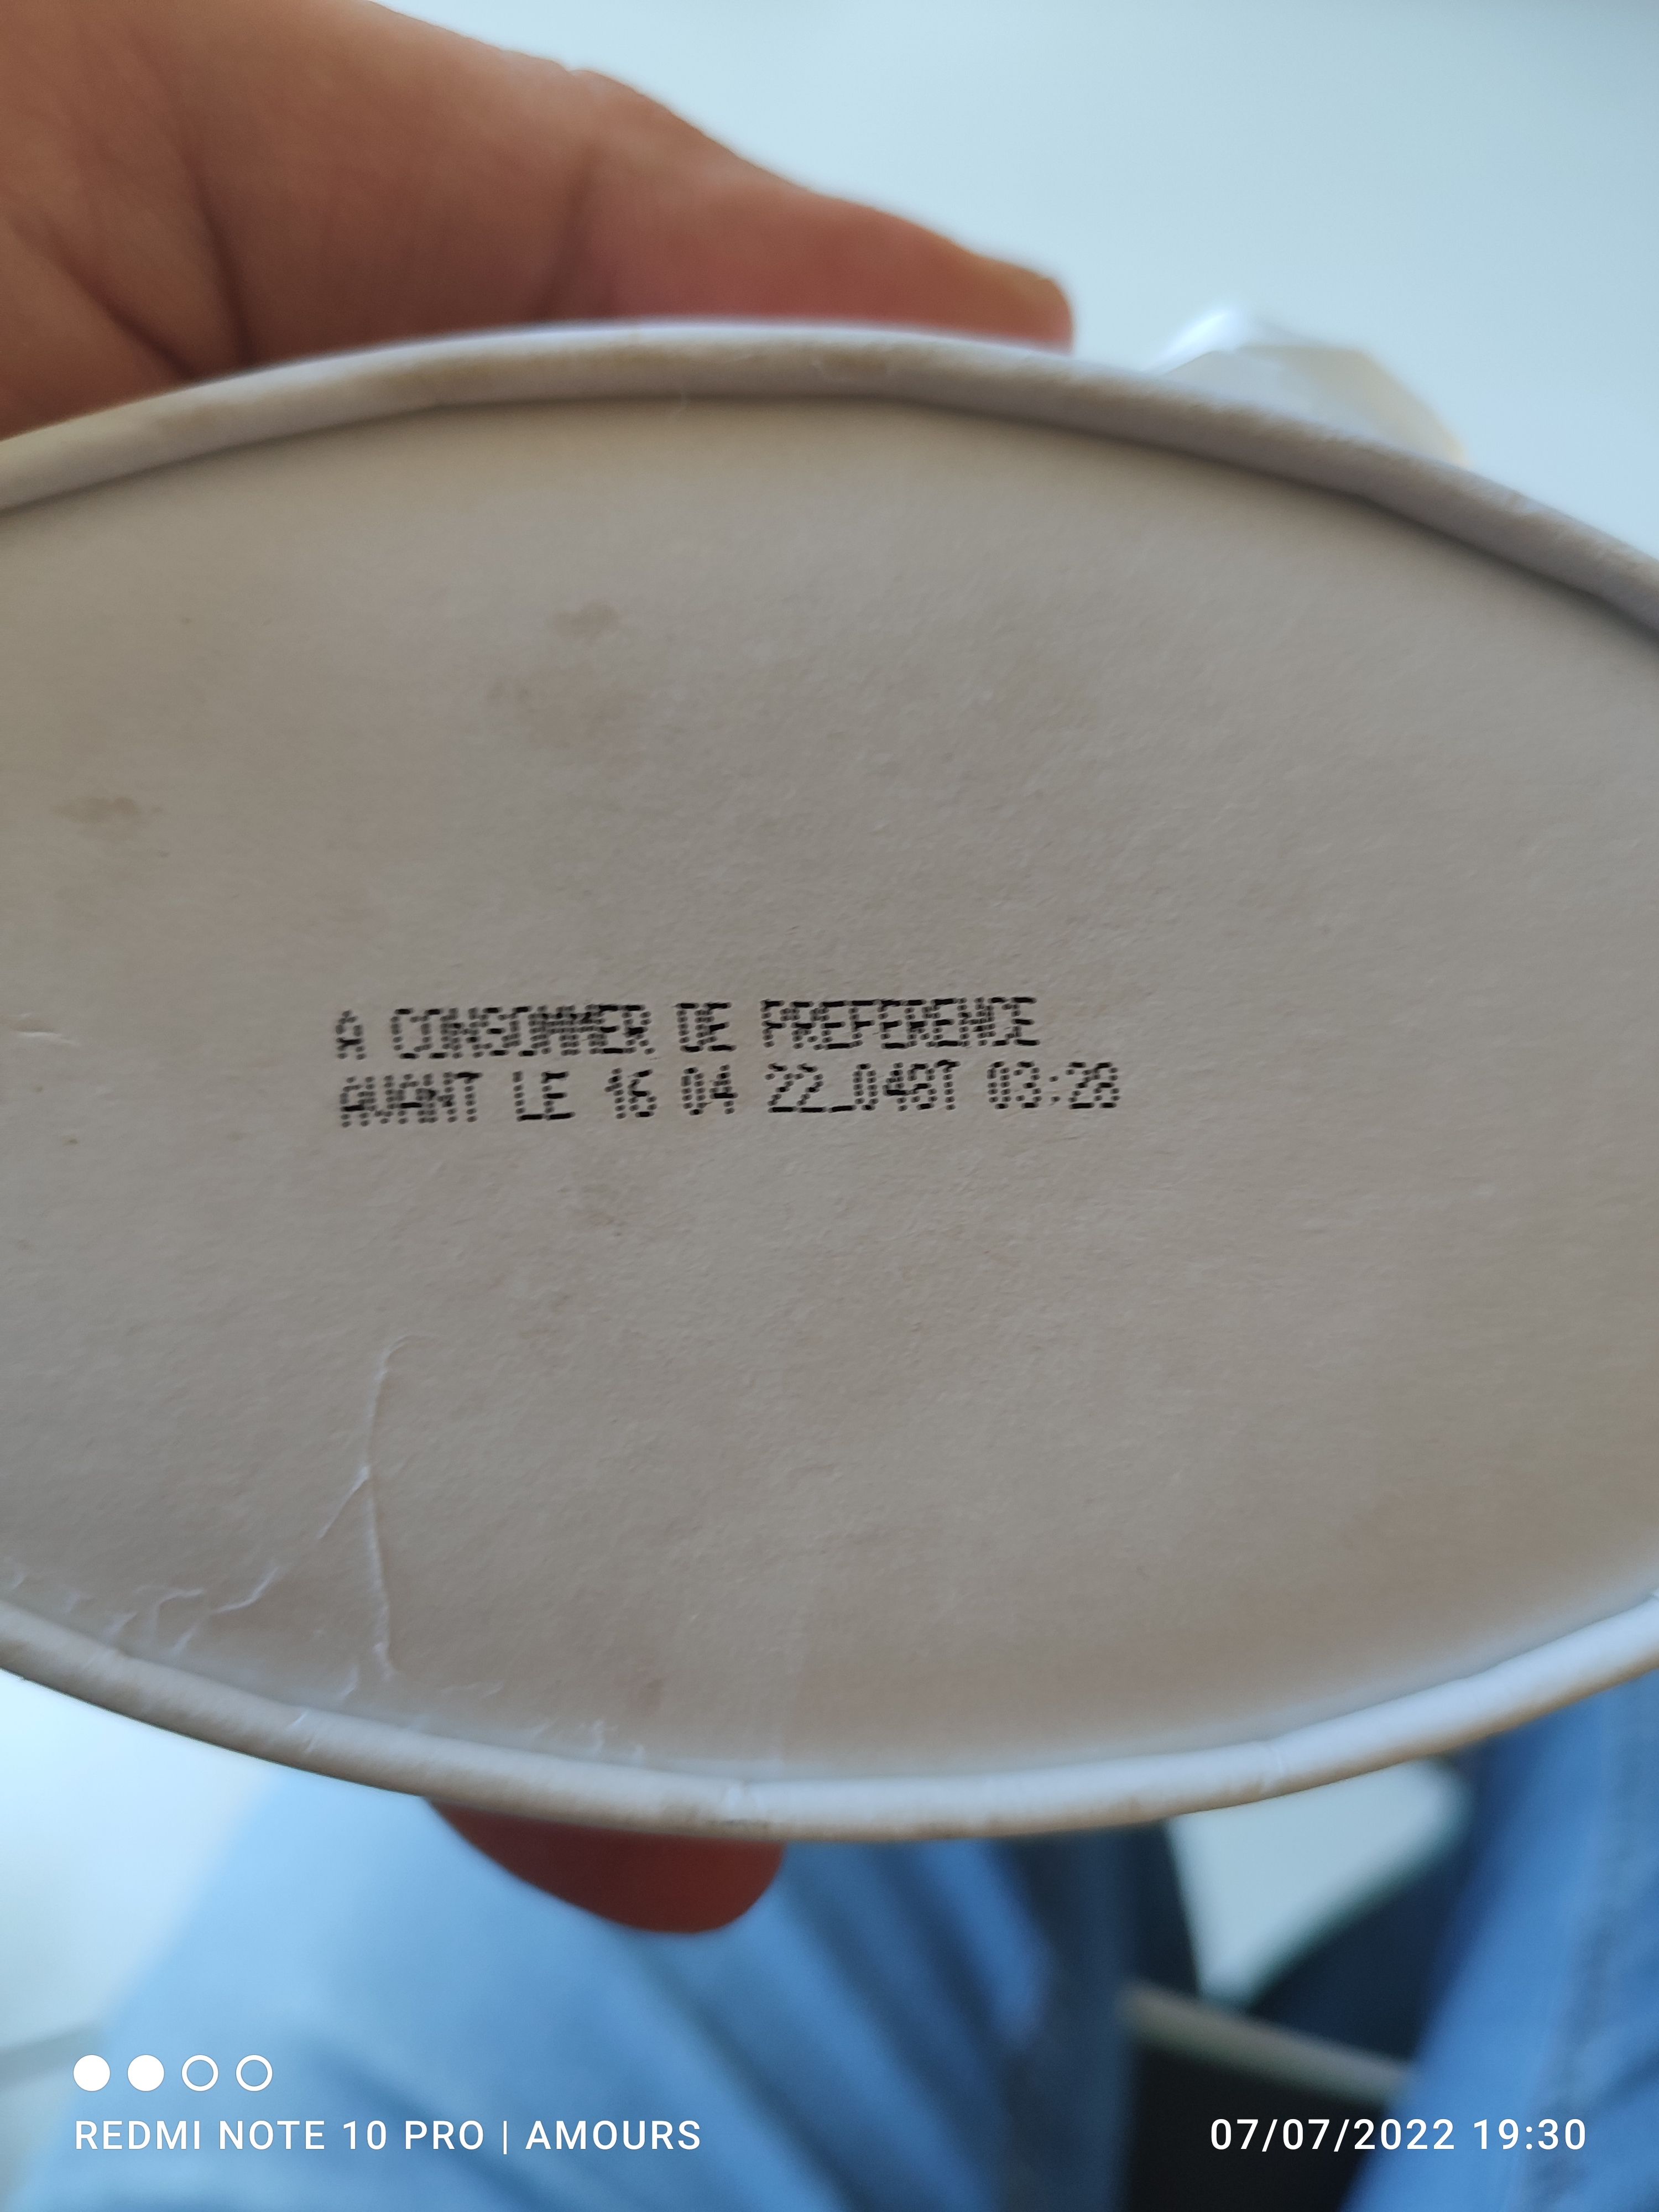 A CONSOMMER DE PREFERENCE
AVANT LE 16 04 22_048T 03:28
REDMI NOTE 10 PRO | AMOURS
07/07/2022 19:30